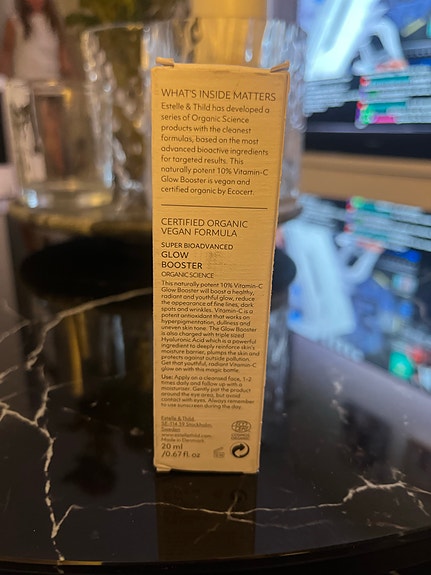 WHAT'S INSIDE MATTERS
Estelle & Thild has developed a
series of Organic Science
products with the cleanest
formulas, based on the most
advanced bioactive ingredients
for targeted results. This
naturally potent 10% Vitamin-C
Glow Booster is vegan and
certified organic by Ecocert.
CERTIFIED ORGANIC
VEGAN FORMULA
SUPER BIOADVANCED
GLOW
BOOSTER
ORGANIC SCIENCE
This naturally potent 10% Vitamin-C
Glow Booster will boost a healthy,
radiant and youthful glow, reduce
the appearance of fine lines, dark
spots and wrinkles. Vitamin-C is a
potent antioxidant that works on
hyperpigmentation, dullness and
uneven skin tone. The Glow Booster
is also charged with triple sized
Hyaluronic Acid which is a powerful
ingredient to deeply reinforce skin's
moisture barrier, plumps the skin and
protects against outside pollution.
Get that youthful, radiant Vitamin-C
glow on with this magic bottle.
Use: Apply on a cleansed face, 1-2
times daily and follow up with a
moisturiser. Gently pat the product
around the eye area, but avoid
contact with eyes. Always remember
to use sunscreen during the day.
Estelle & Thild
SE-114 39 Stockholm,
Sweden
www.estellethild.com
Made in Denmark.
20 ml
/0.67 fl. oz